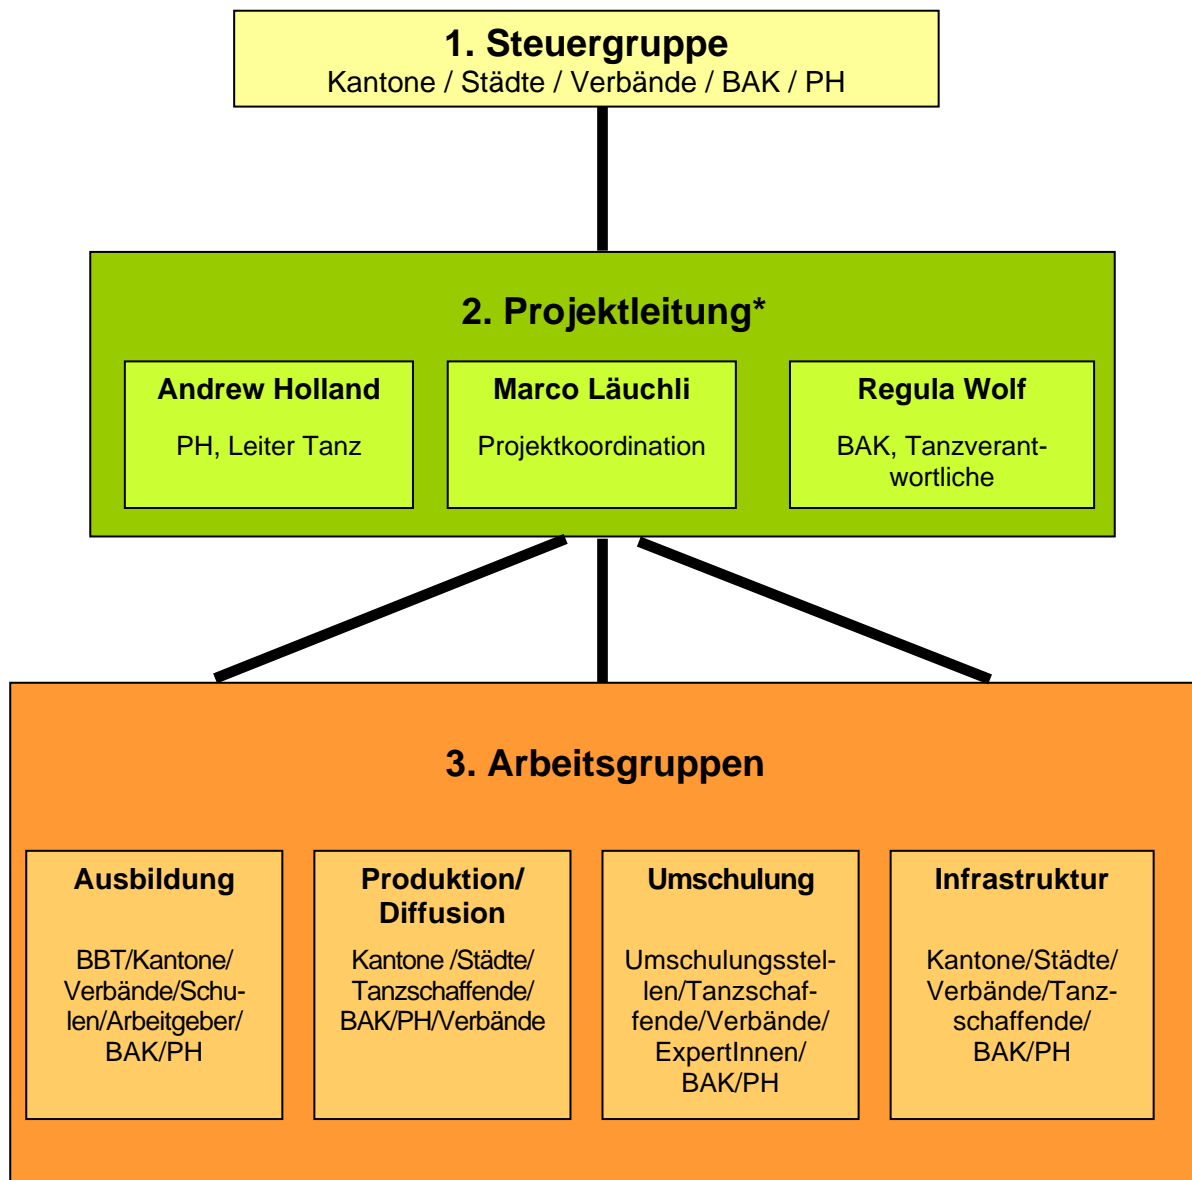 1. Steuergruppe
Kantone / Städte / Verbände / BAK / PH
2. Projektleitung*
Andrew Holland
PH, Leiter Tanz
Marco Läuchli
Projektkoordination
Regula Wolf
BAK, Tanzverant-
wortliche
3. Arbeitsgruppen
Ausbildung
BBT/Kantone/
Verbände/Schu-
len/Arbeitgeber/
BAK/PH
Produktion/
Diffusion
Kantone /Städte/
Tanzschaffende/
BAK/PH/Verbände
Umschulung
Umschulungsstel-
len/Tanzschaf-
fende/Verbände/
ExpertInnen/
BAK/PH
Infrastruktur
Kantone/Städte/
Verbände/Tanz-
schaffende/
BAK/PH